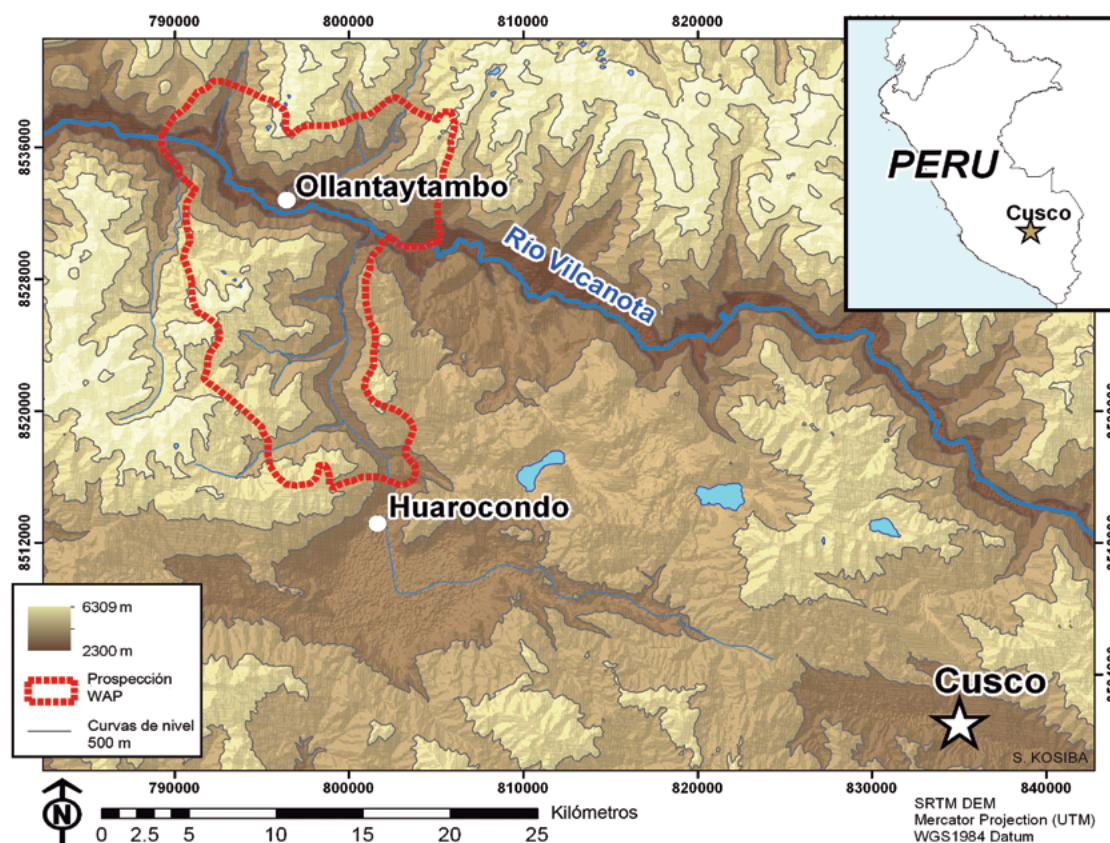 790000
800000
810000
820000
PERU
Cusco
8536000
8528000
8520000
8512000
Ollantaytambo
Río Vilcanota
Huarocondo
Cusco
S. KOSIBA
6309 m
2300 m
Prospección
WAP
Curvas de nivel
500 m
790000
800000
810000
820000
830000
840000
N
0 2.5 5 10 15 20 25
Kilómetros
SRTM DEM
Mercator Projection (UTM)
WGS1984 Datum